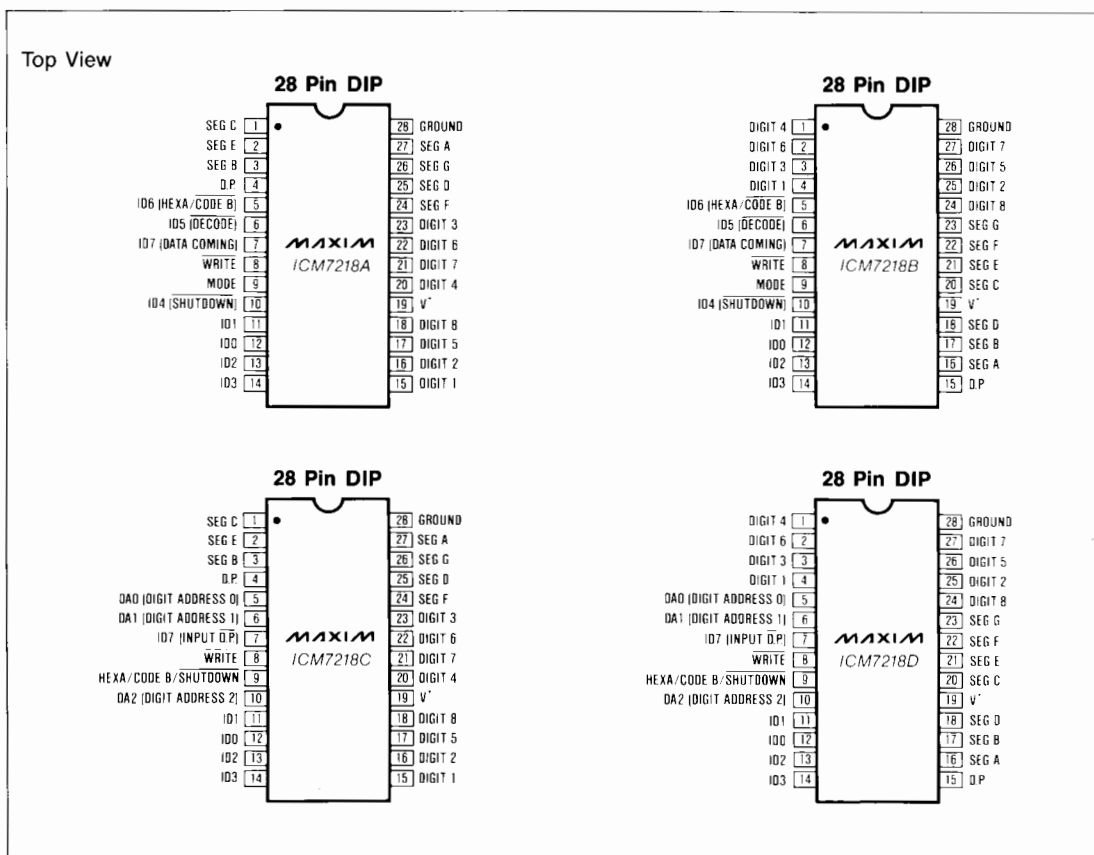 Top View
28 Pin DIP
SEG C 1
SEG E 2
SEG B 3
D.P. 4
ID6 (HEXA/CODE B) 5
ID5 (DECODE) 6
ID7 (DATA COMING) 7
WRITE 8
MODE 9
ID4 (SHUTDOWN) 10
ID1 11
ID0 12
ID2 13
ID3 14
MAXIM
ICM7218A
28 GROUND
27 SEG A
26 SEG G
25 SEG D
24 SEG F
23 DIGIT 3
22 DIGIT 6
21 DIGIT 7
20 DIGIT 4
19 V+
18 DIGIT 8
17 DIGIT 5
16 DIGIT 2
15 DIGIT 1
28 Pin DIP
DIGIT 4 1
DIGIT 6 2
DIGIT 3 3
DIGIT 1 4
ID6 (HEXA/CODE B) 5
ID5 (DECODE) 6
ID7 (DATA COMING) 7
WRITE 8
MODE 9
ID4 (SHUTDOWN) 10
ID1 11
ID0 12
ID2 13
ID3 14
MAXIM
ICM7218B
28 GROUND
27 DIGIT 7
26 DIGIT 5
25 DIGIT 2
24 DIGIT 8
23 SEG G
22 SEG F
21 SEG E
20 SEG C
19 V+
18 SEG D
17 SEG B
16 SEG A
15 D.P
28 Pin DIP
SEG C 1
SEG E 2
SEG B 3
D.P. 4
DA0 (DIGIT ADDRESS 0) 5
DA1 (DIGIT ADDRESS 1) 6
ID7 (INPUT D.P) 7
WRITE 8
HEXA/CODE B/SHUTDOWN 9
DA2 (DIGIT ADDRESS 2) 10
ID1 11
ID0 12
ID2 13
ID3 14
MAXIM
ICM7218C
28 GROUND
27 SEG A
26 SEG G
25 SEG D
24 SEG F
23 DIGIT 3
22 DIGIT 6
21 DIGIT 7
20 DIGIT 4
19 V+
18 DIGIT 8
17 DIGIT 5
16 DIGIT 2
15 DIGIT 1
28 Pin DIP
DIGIT 4 1
DIGIT 6 2
DIGIT 3 3
DIGIT 1 4
DA0 (DIGIT ADDRESS 0) 5
DA1 (DIGIT ADDRESS 1) 6
ID7 (INPUT D.P) 7
WRITE 8
HEXA/CODE B/SHUTDOWN 9
DA2 (DIGIT ADDRESS 2) 10
ID1 11
ID0 12
ID2 13
ID3 14
MAXIM
ICM7218D
28 GROUND
27 DIGIT 7
26 DIGIT 5
25 DIGIT 2
24 DIGIT 8
23 SEG G
22 SEG F
21 SEG E
20 SEG C
19 V+
18 SEG D
17 SEG B
16 SEG A
15 D.P